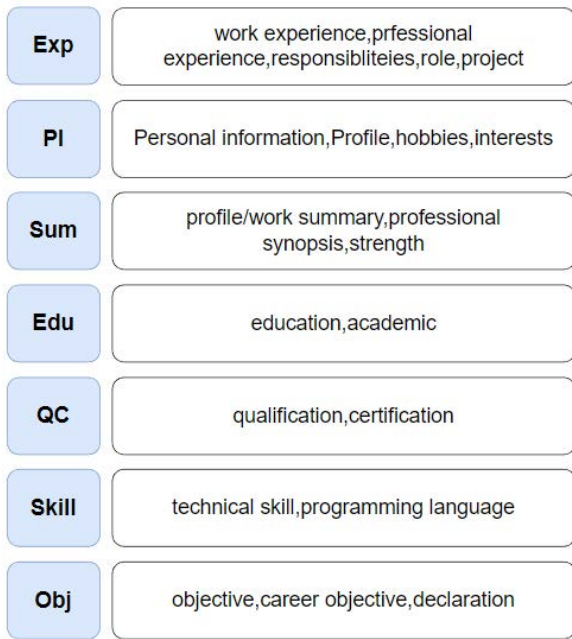 Exp
work experience,prfessional
experience,responsibliteies,role,project
PI
Personal information,Profile,hobbies,interests
Sum
profile/work summary,professional
synopsis,strength
Edu
education,academic
QC
qualification,certification
Skill
technical skill,programming language
Obj
objective,career objective,declaration